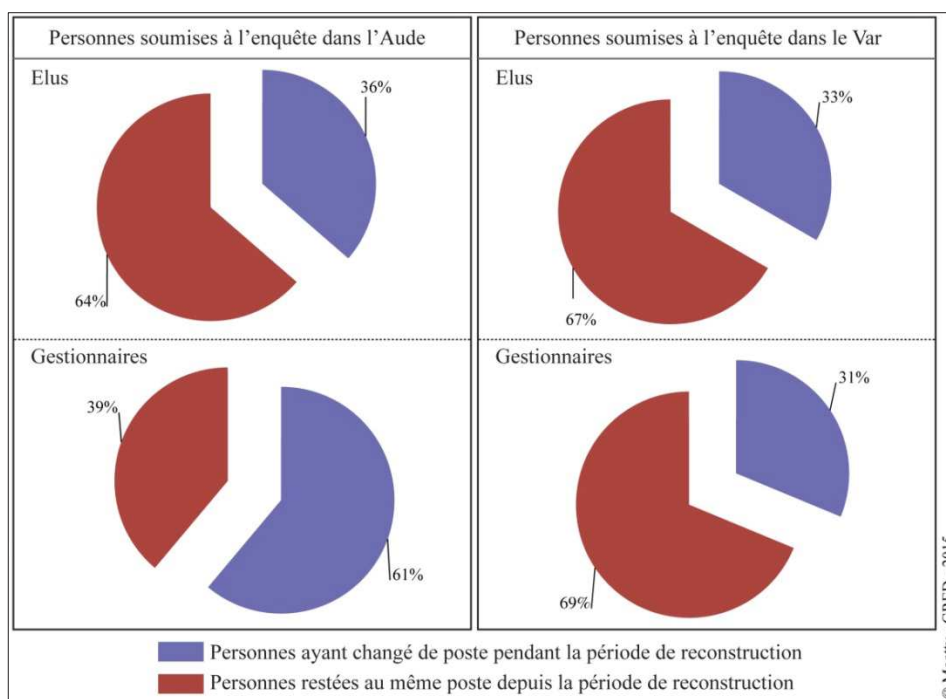 Personnes soumises à l'enquête dans l'Aude
Elus
36%
64%
Gestionnaires
39%
61%
Personnes soumises à l'enquête dans le Var
Elus
33%
67%
Gestionnaires
31%
69%
Personnes ayant changé de poste pendant la période de reconstruction
Personnes restées au même poste depuis la période de reconstruction